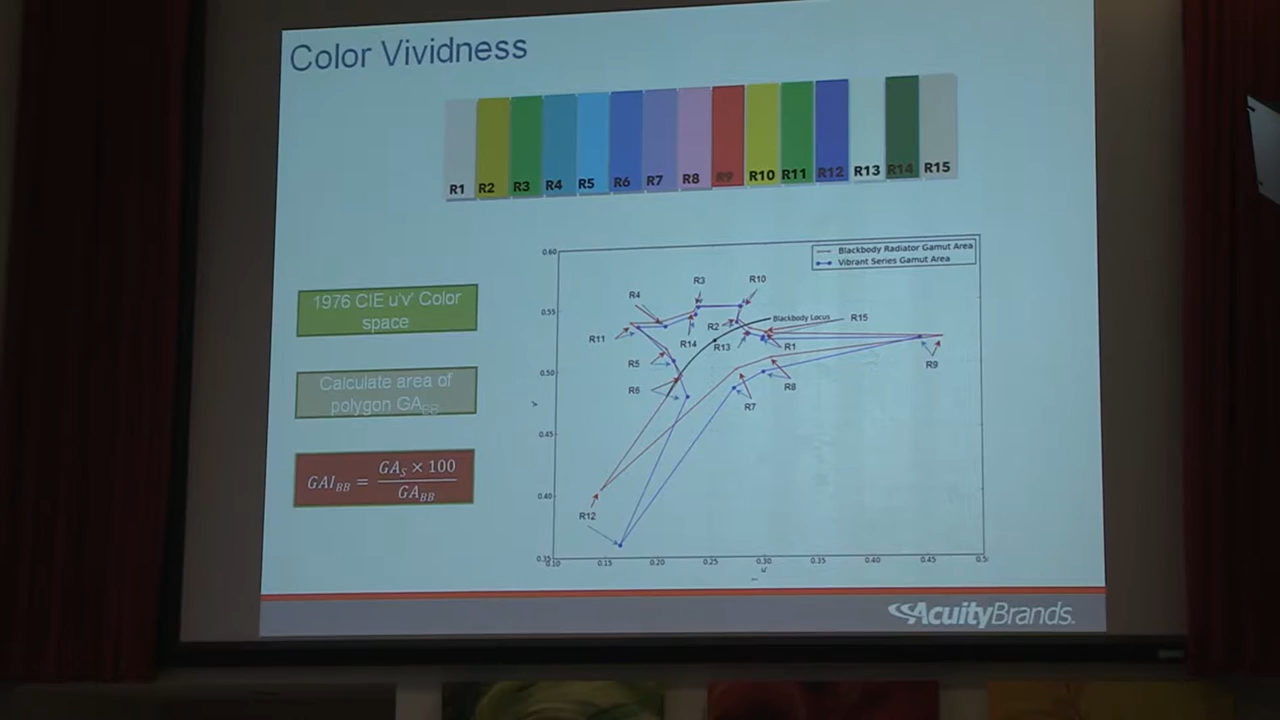 Color Vividness
R1 R2 R3 R4 R5 R6 R7 R8 R9 R10 R11 R12 R13 R14 R15
1976 CIE u'v' Color
space
Calculate area of
polygon GA_BB
GAI_BB = GA_S × 100 / GA_BB
Blackbody Radiator Gamut Area
Vibrant Series Gamut Area
0.60
0.55
0.50
0.45
0.40
0.35
v'
R3
R10
R4
Blackbody Locus
R15
R2
R11
R14
R13
R1
R5
R9
R6
R8
R7
R12
0.10 0.15 0.20 0.25 0.30 0.35 0.40 0.45
u'
AcuityBrands.